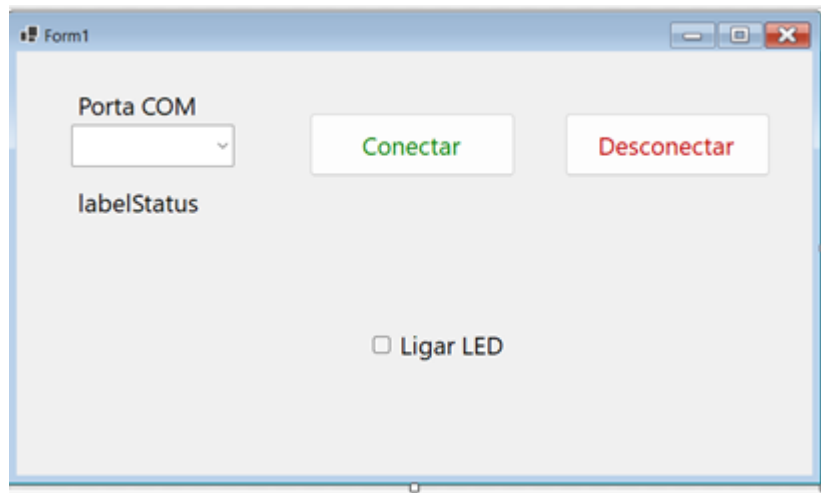 Form1
Porta COM
Conectar
Desconectar
labelStatus
Ligar LED